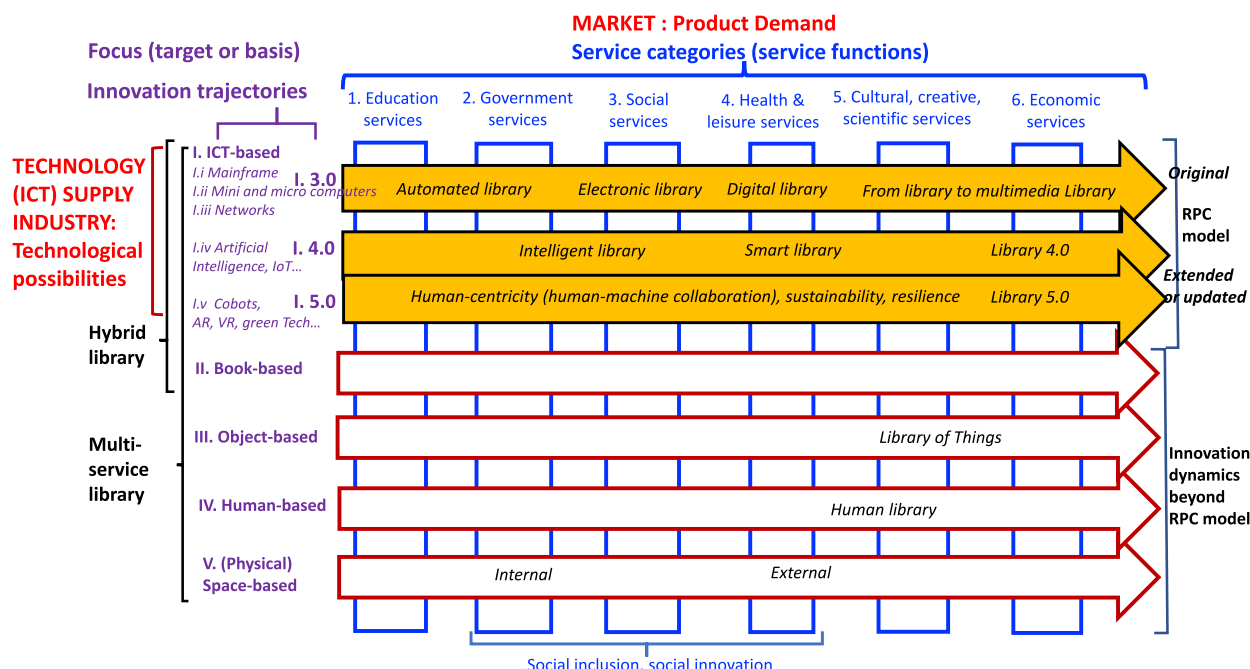 MARKET : Product Demand
Focus (target or basis)
Service categories (service functions)
Innovation trajectories
1. Education
services
2. Government
services
3. Social
services
4. Health &
leisure services
5. Cultural, creative,
scientific services
6. Economic
services
TECHNOLOGY
(ICT) SUPPLY
INDUSTRY:
Technological
possibilities
I. ICT-based
I.i Mainframe
I.ii Mini and micro computers
I.iii Networks
I. 3.0
Automated library
Electronic library
Digital library
From library to multimedia Library
Original
RPC
model
I.iv Artificial
Intelligence, IoT...
I. 4.0
Intelligent library
Smart library
Library 4.0
Extended
or updated
I.v Cobots,
AR, VR, green Tech...
I. 5.0
Human-centricity (human-machine collaboration), sustainability, resilience
Library 5.0
Hybrid
library
II. Book-based
Multi-
service
library
III. Object-based
Library of Things
IV. Human-based
Human library
V. (Physical)
Space-based
Internal
External
Innovation
dynamics
beyond
RPC model
Social inclusion, social innovation